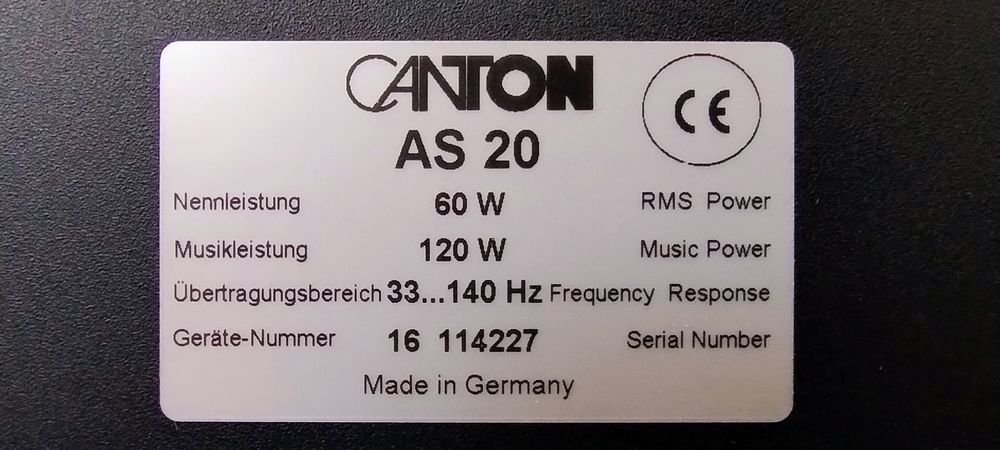 CANTON
CE
AS 20
Nennleistung 60 W RMS Power
Musikleistung 120 W Music Power
Übertragungsbereich 33...140 Hz Frequency Response
Geräte-Nummer 16 114227 Serial Number
Made in Germany